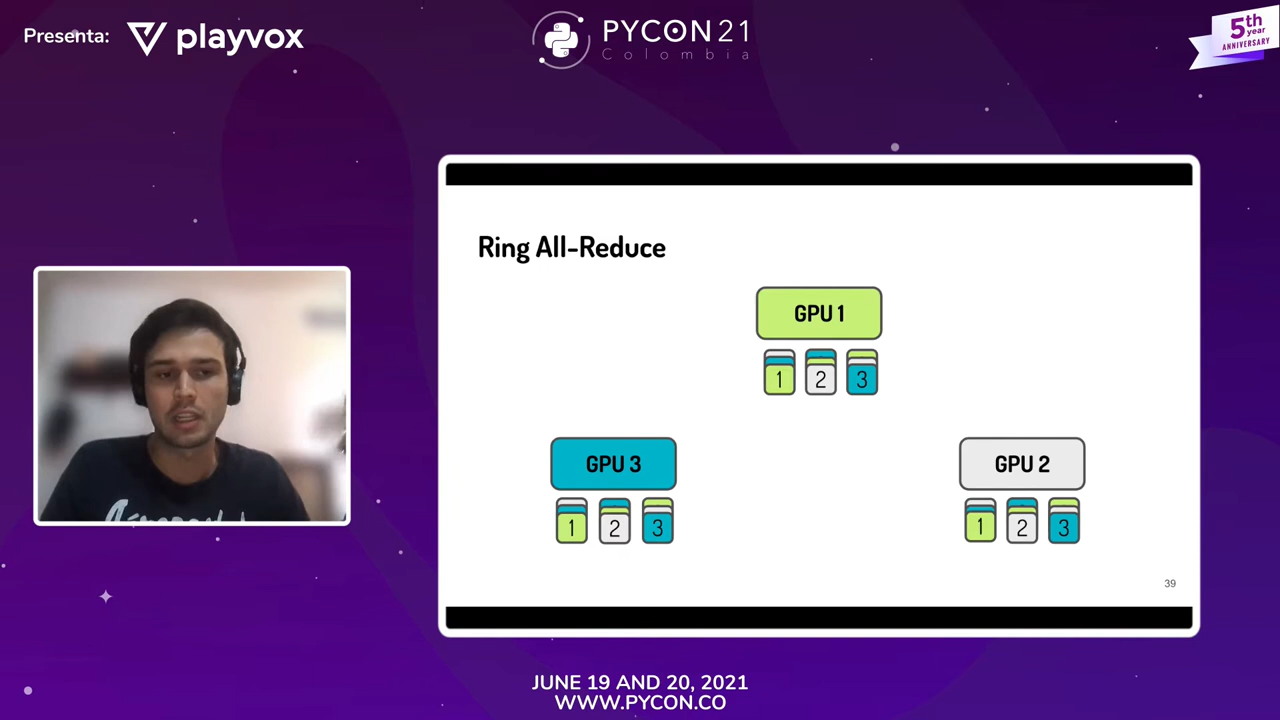 Presenta: playvox
PYCON 21
Colombia
5th
year
ANNIVERSARY
Ring All-Reduce
GPU 1
1 2 3
GPU 3
1 2 3
GPU 2
1 2 3
39
JUNE 19 AND 20, 2021
WWW.PYCON.CO